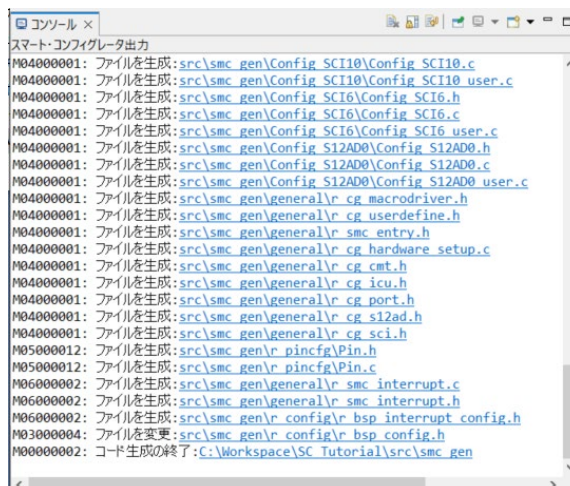 コンソール ×
スマート・コンフィグレータ出力
M04000001: ファイルを生成:src\smc_gen\Config_SCI10\Config_SCI10.c
M04000001: ファイルを生成:src\smc_gen\Config_SCI10\Config_SCI10_user.c
M04000001: ファイルを生成:src\smc_gen\Config_SCI6\Config_SCI6.h
M04000001: ファイルを生成:src\smc_gen\Config_SCI6\Config_SCI6.c
M04000001: ファイルを生成:src\smc_gen\Config_SCI6\Config_SCI6_user.c
M04000001: ファイルを生成:src\smc_gen\Config_S12AD0\Config_S12AD0.h
M04000001: ファイルを生成:src\smc_gen\Config_S12AD0\Config_S12AD0.c
M04000001: ファイルを生成:src\smc_gen\Config_S12AD0\Config_S12AD0_user.c
M04000001: ファイルを生成:src\smc_gen\general\r_cg_macrodriver.h
M04000001: ファイルを生成:src\smc_gen\general\r_cg_userdefine.h
M04000001: ファイルを生成:src\smc_gen\general\r_smc_entry.h
M04000001: ファイルを生成:src\smc_gen\general\r_cg_hardware_setup.c
M04000001: ファイルを生成:src\smc_gen\general\r_cg_cmt.h
M04000001: ファイルを生成:src\smc_gen\general\r_cg_icu.h
M04000001: ファイルを生成:src\smc_gen\general\r_cg_port.h
M04000001: ファイルを生成:src\smc_gen\general\r_cg_s12ad.h
M04000001: ファイルを生成:src\smc_gen\general\r_cg_sci.h
M05000012: ファイルを生成:src\smc_gen\r_pincfg\Pin.h
M05000012: ファイルを生成:src\smc_gen\r_pincfg\Pin.c
M06000002: ファイルを生成:src\smc_gen\general\r_smc_interrupt.c
M06000002: ファイルを生成:src\smc_gen\general\r_smc_interrupt.h
M06000002: ファイルを生成:src\smc_gen\r_config\r_bsp_interrupt_config.h
M03000004: ファイルを変更:src\smc_gen\r_config\r_bsp_config.h
M00000002: コード生成の終了:C:\Workspace\SC_Tutorial\src\smc_gen